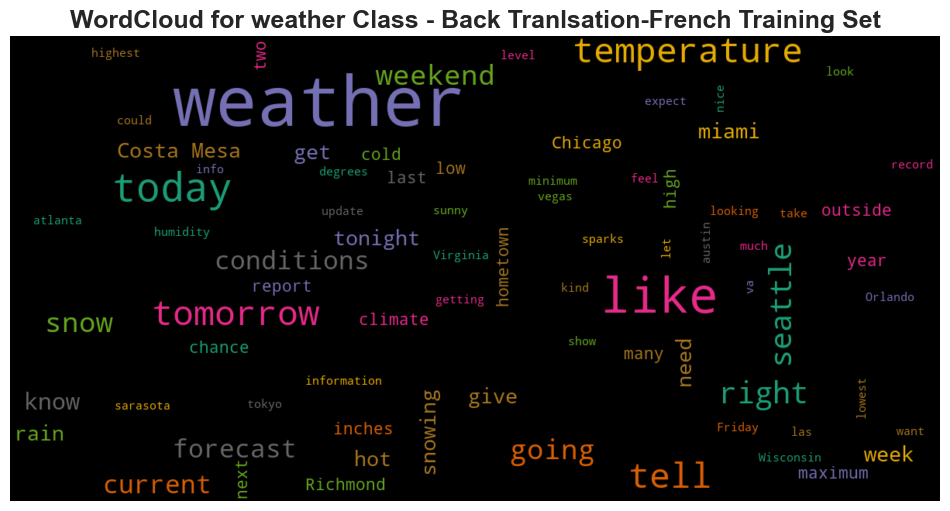 WordCloud for weather Class - Back Tranlsation-French Training Set
highest
two
level
temperature
weekend
look
weather
expect
nice
could
miami
Chicago
Costa Mesa
get
cold
record
info
degrees
low
last
feel
high
minimum
today
vegas
update
sunny
looking
take
outside
atlanta
humidity
tonight
hometown
sparks
let
austin
much
Virginia
conditions
year
seattle
report
kind
va
Orlando
getting
like
snow
tomorrow
climate
chance
show
many
need
information
right
lowest
know
sarasota
tokyo
give
snowing
rain
inches
Friday
las
want
forecast
going
hot
Wisconsin
week
next
maximum
current
Richmond
tell